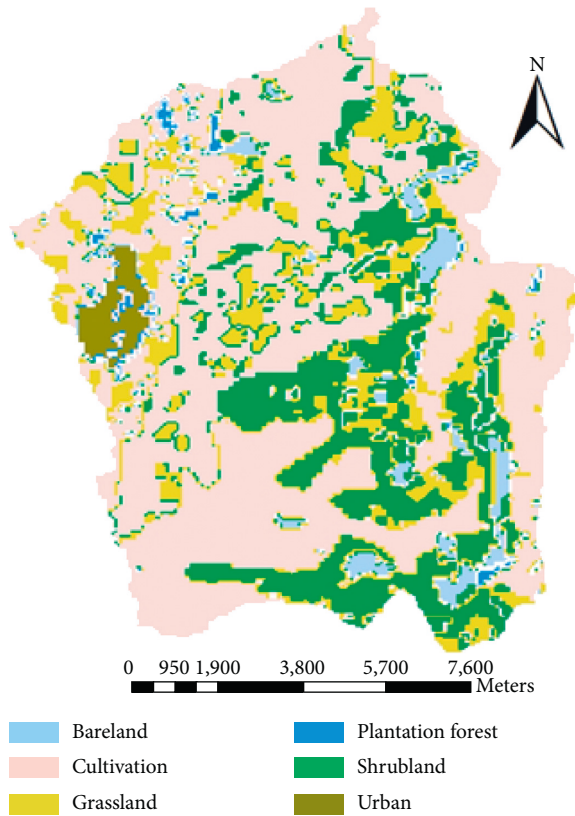 N
0 950 1,900 3,800 5,700 7,600
Meters
Bareland
Cultivation
Grassland
Plantation forest
Shrubland
Urban